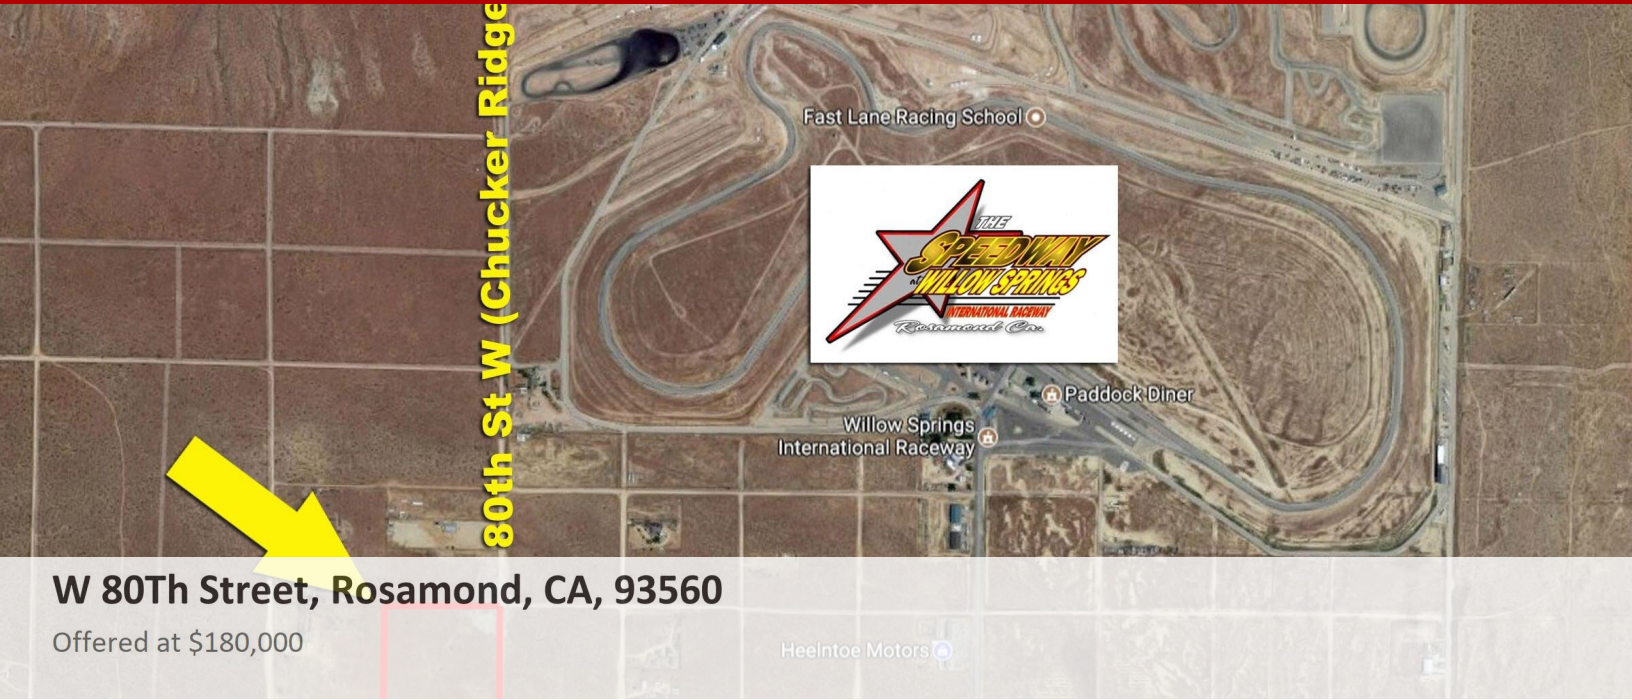 80th St W (Chucker Ridge
Fast Lane Racing School
THE
SPEEDWAY
at WILLOW SPRINGS
INTERNATIONAL RACEWAY
Rosamond Ca.
Paddock Diner
Willow Springs
International Raceway
W 80Th Street, Rosamond, CA, 93560
Offered at $180,000
Heelntoe Motors